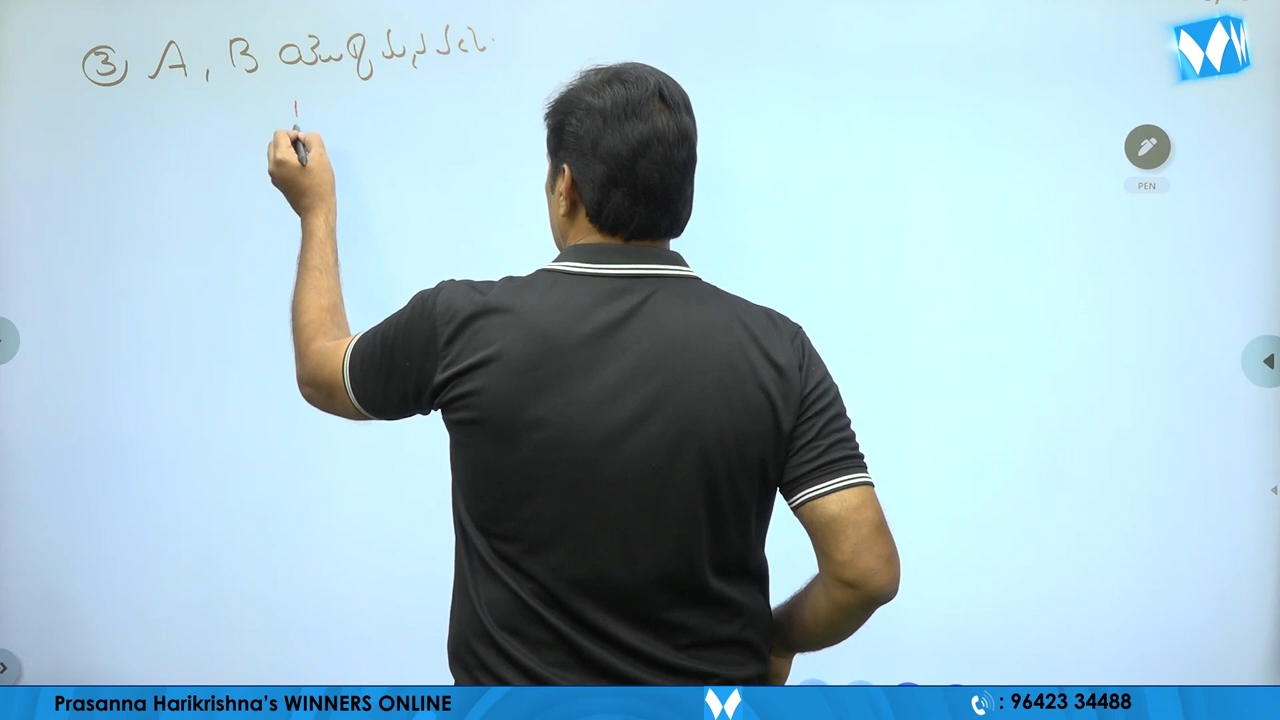 ③ A, B యొక్క
PEN
Prasanna Harikrishna's WINNERS ONLINE
: 96423 34488